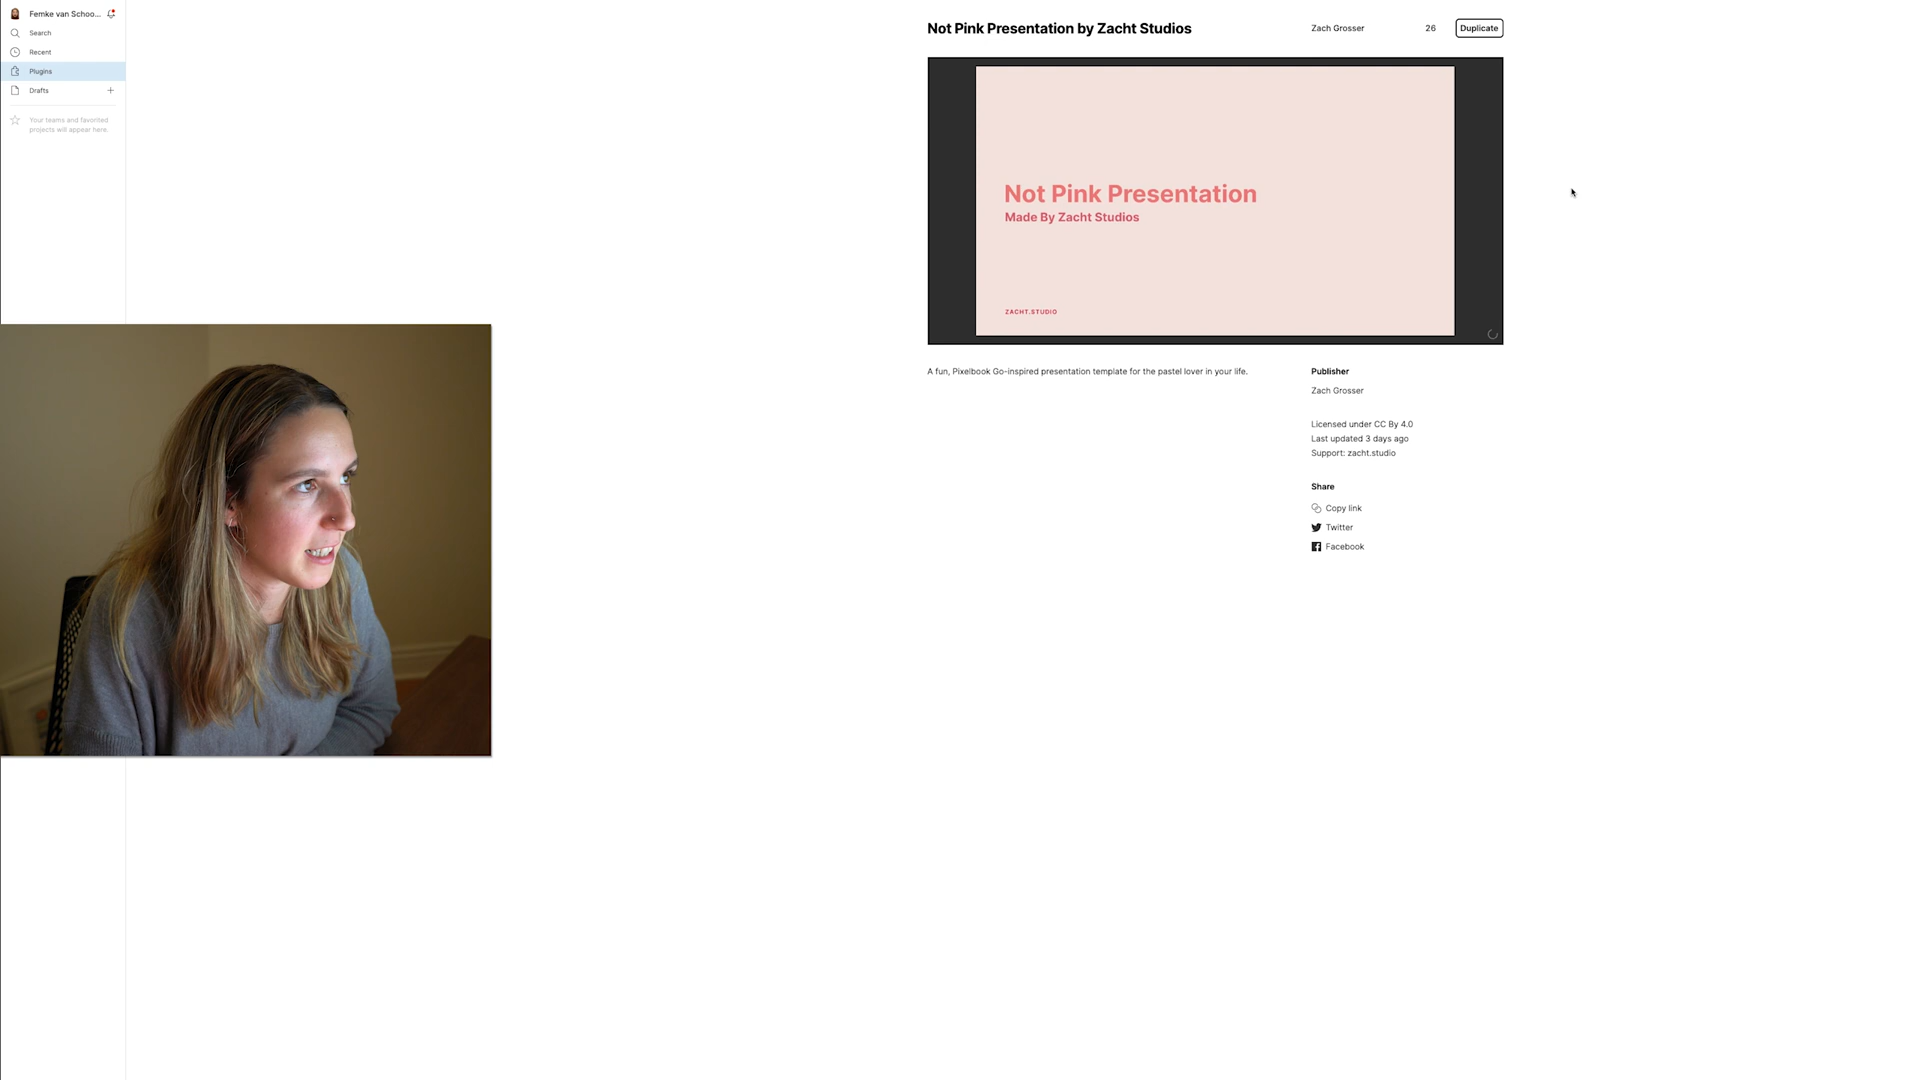 Femke van Schoo...
Search
Recent
Plugins
Drafts
Your teams and favorited
projects will appear here.
Not Pink Presentation by Zacht Studios
Zach Grosser
26
Duplicate
Not Pink Presentation
Made By Zacht Studios
ZACHT.STUDIO
A fun, Pixelbook Go-inspired presentation template for the pastel lover in your life.
Publisher
Zach Grosser
Licensed under CC By 4.0
Last updated 3 days ago
Support: zacht.studio
Share
Copy link
Twitter
Facebook